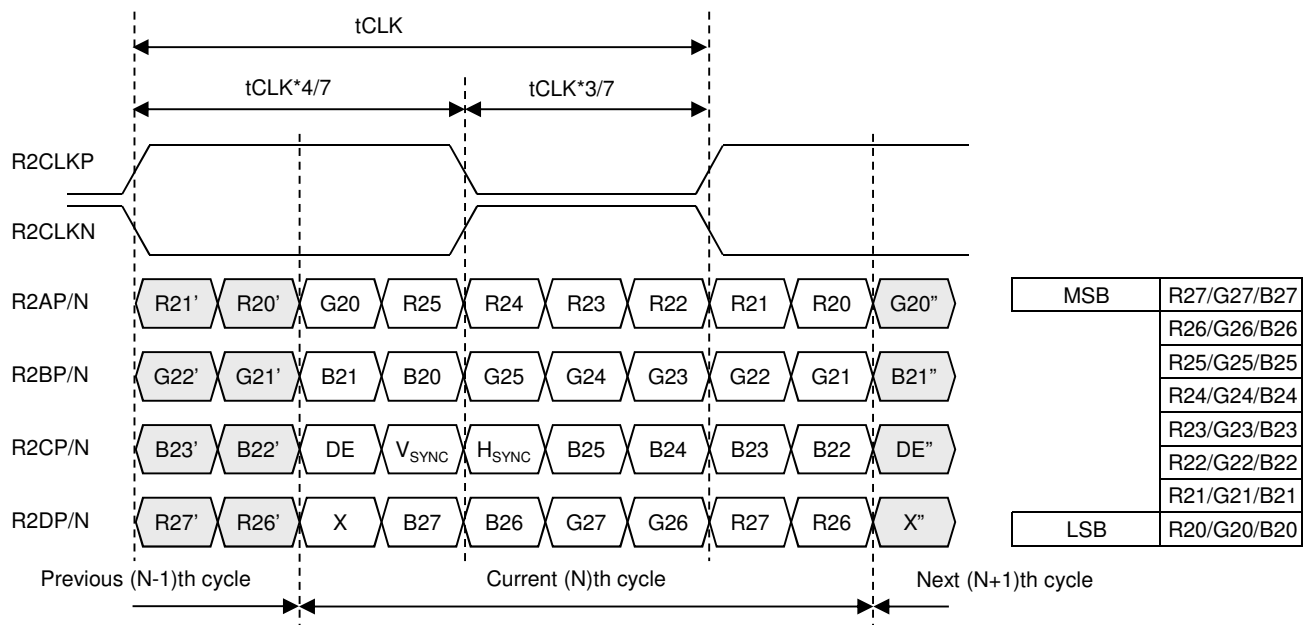 tCLK
tCLK*4/7 tCLK*3/7
R2CLKP
R2CLKN
R2AP/N R21’ R20’ G20 R25 R24 R23 R22 R21 R20 G20”
R2BP/N G22’ G21’ B21 B20 G25 G24 G23 G22 G21 B21”
R2CP/N B23’ B22’ DE VSYNC HSYNC B25 B24 B23 B22 DE”
R2DP/N R27’ R26’ X B27 B26 G27 G26 R27 R26 X”
Previous (N-1)th cycle Current (N)th cycle Next (N+1)th cycle
MSB R27/G27/B27
R26/G26/B26
R25/G25/B25
R24/G24/B24
R23/G23/B23
R22/G22/B22
R21/G21/B21
LSB R20/G20/B20